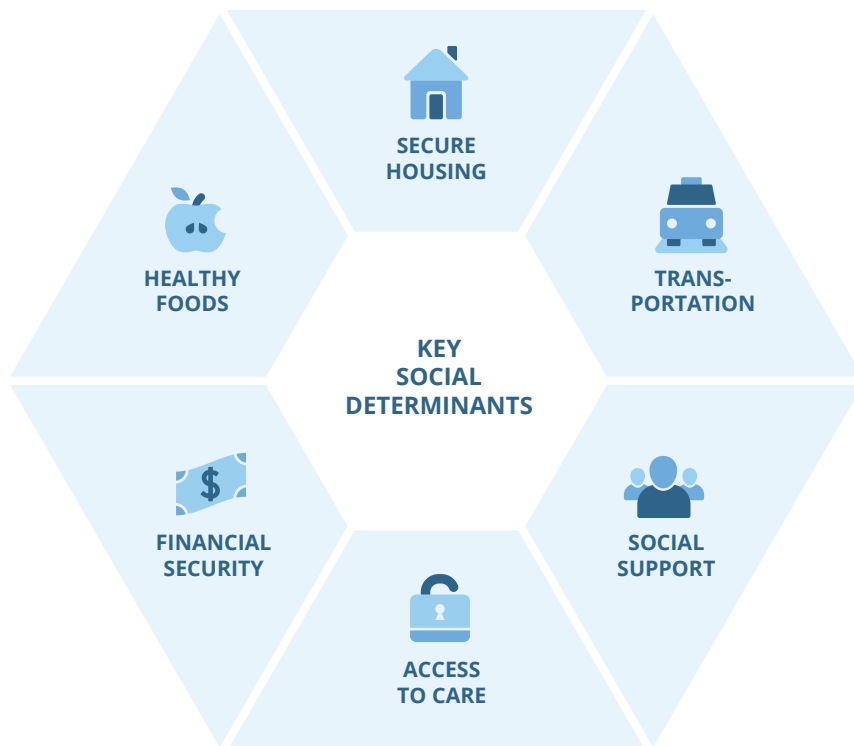 SECURE
HOUSING
TRANS-
PORTATION
SOCIAL
SUPPORT
ACCESS
TO CARE
FINANCIAL
SECURITY
$
HEALTHY
FOODS
KEY
SOCIAL
DETERMINANTS